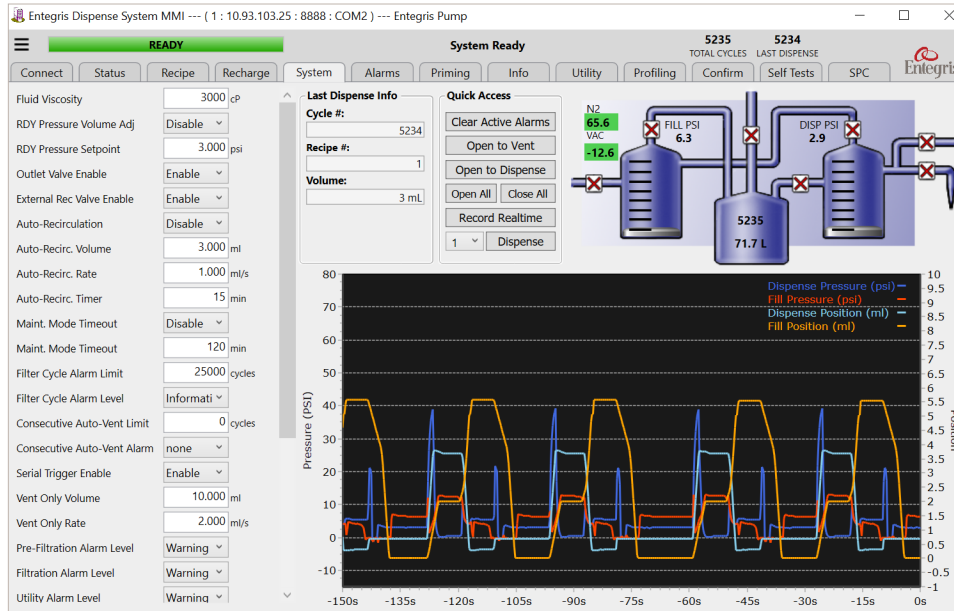 Entegris Dispense System MMI --- ( 1 : 10.93.103.25 : 8888 : COM2 ) --- Entegris Pump
READY
System Ready
5235
TOTAL CYCLES
5234
LAST DISPENSE
Entegris
Connect
Status
Recipe
Recharge
System
Alarms
Priming
Info
Utility
Profiling
Confirm
Self Tests
SPC
Fluid Viscosity 3000 cP
RDY Pressure Volume Adj Disable
RDY Pressure Setpoint 3.000 psi
Outlet Valve Enable Enable
External Rec Valve Enable Enable
Auto-Recirculation Disable
Auto-Recirc. Volume 3.000 ml
Auto-Recirc. Rate 1.000 ml/s
Auto-Recirc. Timer 15 min
Maint. Mode Timeout Disable
Maint. Mode Timeout 120 min
Filter Cycle Alarm Limit 25000 cycles
Filter Cycle Alarm Level Informati
Consecutive Auto-Vent Limit 0 cycles
Consecutive Auto-Vent Alarm none
Serial Trigger Enable Enable
Vent Only Volume 10.000 ml
Vent Only Rate 2.000 ml/s
Pre-Filtration Alarm Level Warning
Filtration Alarm Level Warning
Utility Alarm Level Warning
Last Dispense Info
Cycle #:
5234
Recipe #:
1
Volume:
3 mL
Quick Access
Clear Active Alarms
Open to Vent
Open to Dispense
Open All Close All
Record Realtime
1 Dispense
N2
65.6
VAC
-12.6
FILL PSI
6.3
DISP PSI
2.9
5235
71.7 L
Dispense Pressure (psi)
Fill Pressure (psi)
Dispense Position (ml)
Fill Position (ml)
Pressure (PSI)
80
70
60
50
40
30
20
10
0
-10
10
9.5
9
8.5
8
7.5
7
6.5
6
5.5
5
4.5
4
3.5
3
2.5
2
1.5
1
0.5
0
-0.5
-1
-150s -135s -120s -105s -90s -75s -60s -45s -30s -15s 0s